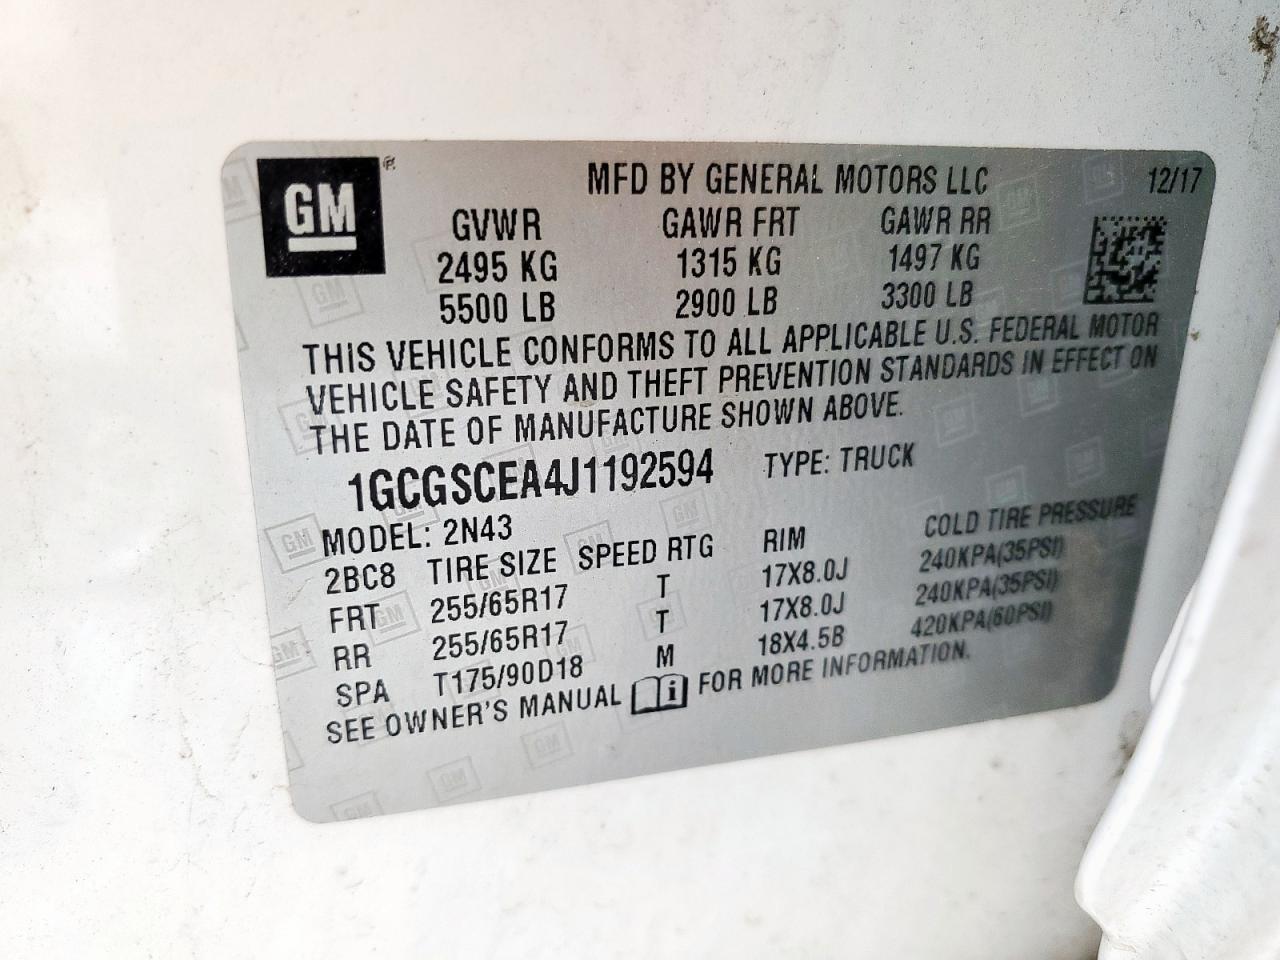 GM
MFD BY GENERAL MOTORS LLC 12/17
GVWR GAWR FRT GAWR RR
2495 KG 1315 KG 1497 KG
5500 LB 2900 LB 3300 LB
THIS VEHICLE CONFORMS TO ALL APPLICABLE U.S. FEDERAL MOTOR
VEHICLE SAFETY AND THEFT PREVENTION STANDARDS IN EFFECT ON
THE DATE OF MANUFACTURE SHOWN ABOVE.
1GCGSCEA4J1192594 TYPE: TRUCK
MODEL: 2N43
2BC8 TIRE SIZE SPEED RTG RIM COLD TIRE PRESSURE
FRT 255/65R17 T 17X8.0J 240KPA(35PSI)
RR 255/65R17 T 17X8.0J 240KPA(35PSI)
SPA T175/90D18 M 18X4.5B 420KPA(60PSI)
SEE OWNER'S MANUAL i FOR MORE INFORMATION.